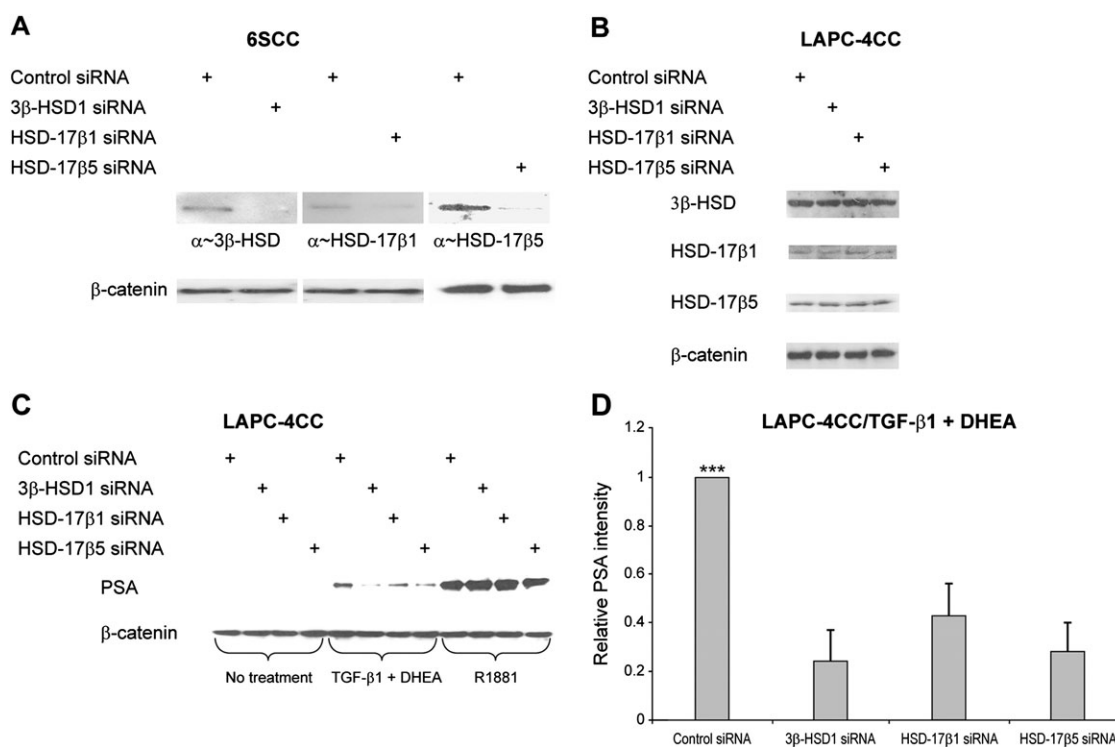 A
6SCC
Control siRNA + + +
3β-HSD1 siRNA +
HSD-17β1 siRNA +
HSD-17β5 siRNA +
α~3β-HSD α~HSD-17β1 α~HSD-17β5
β-catenin
B
LAPC-4CC
Control siRNA +
3β-HSD1 siRNA +
HSD-17β1 siRNA +
HSD-17β5 siRNA +
3β-HSD
HSD-17β1
HSD-17β5
β-catenin
C
LAPC-4CC
Control siRNA + + +
3β-HSD1 siRNA + + +
HSD-17β1 siRNA + + +
HSD-17β5 siRNA + + +
PSA
β-catenin
No treatment TGF-β1 + DHEA R1881
D
LAPC-4CC/TGF-β1 + DHEA
Relative PSA intensity
1.2
1
0.8
0.6
0.4
0.2
0
***
Control siRNA 3β-HSD1 siRNA HSD-17β1 siRNA HSD-17β5 siRNA